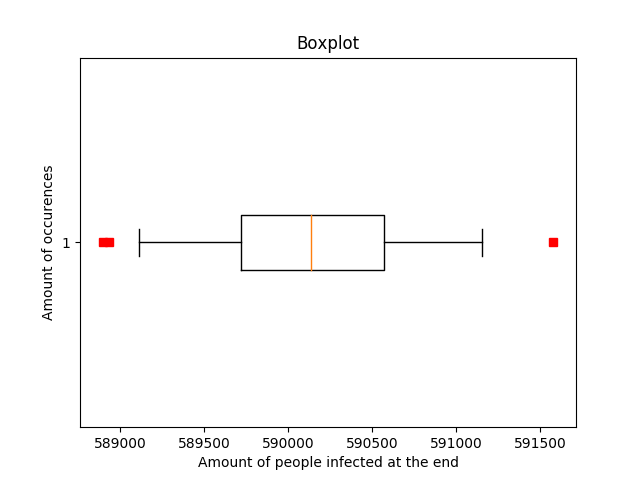 Boxplot
Amount of occurences
1
589000 589500 590000 590500 591000 591500
Amount of people infected at the end